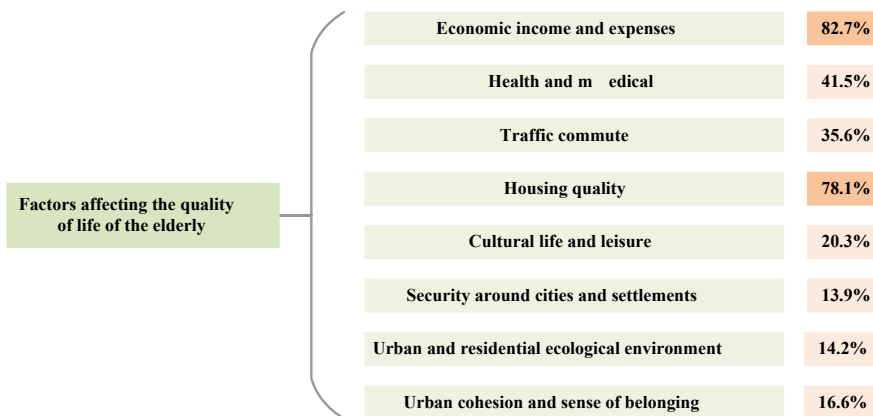 Economic income and expenses 82.7%
Health and m edical 41.5%
Traffic commute 35.6%
Housing quality 78.1%
Factors affecting the quality
of life of the elderly
Cultural life and leisure 20.3%
Security around cities and settlements 13.9%
Urban and residential ecological environment 14.2%
Urban cohesion and sense of belonging 16.6%